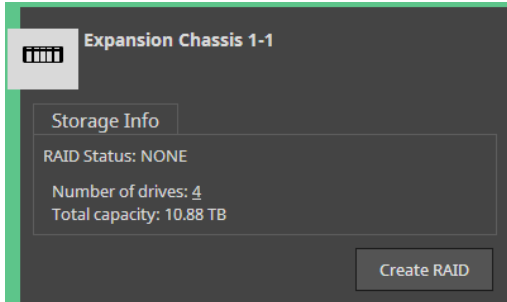 Expansion Chassis 1-1
Storage Info
RAID Status: NONE
Number of drives: 4
Total capacity: 10.88 TB
Create RAID